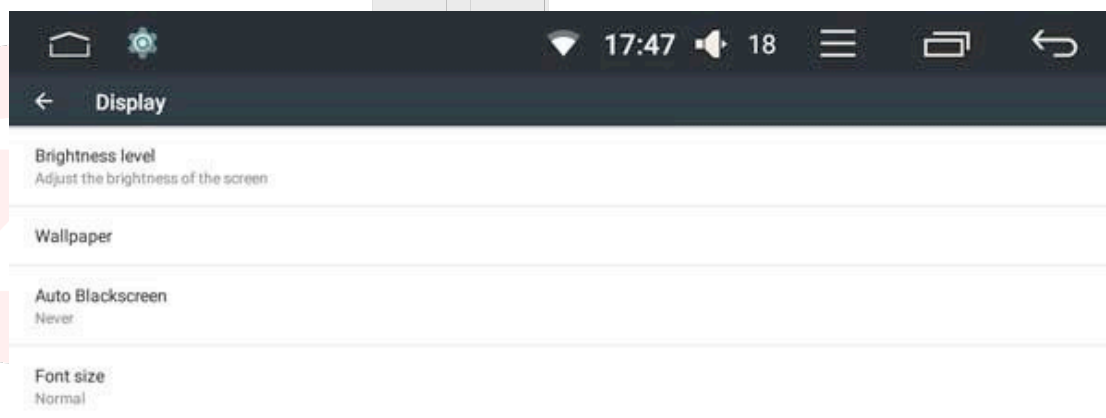 17:47 18
Display
Brightness level
Adjust the brightness of the screen
Wallpaper
Auto Blackscreen
Never
Font size
Normal